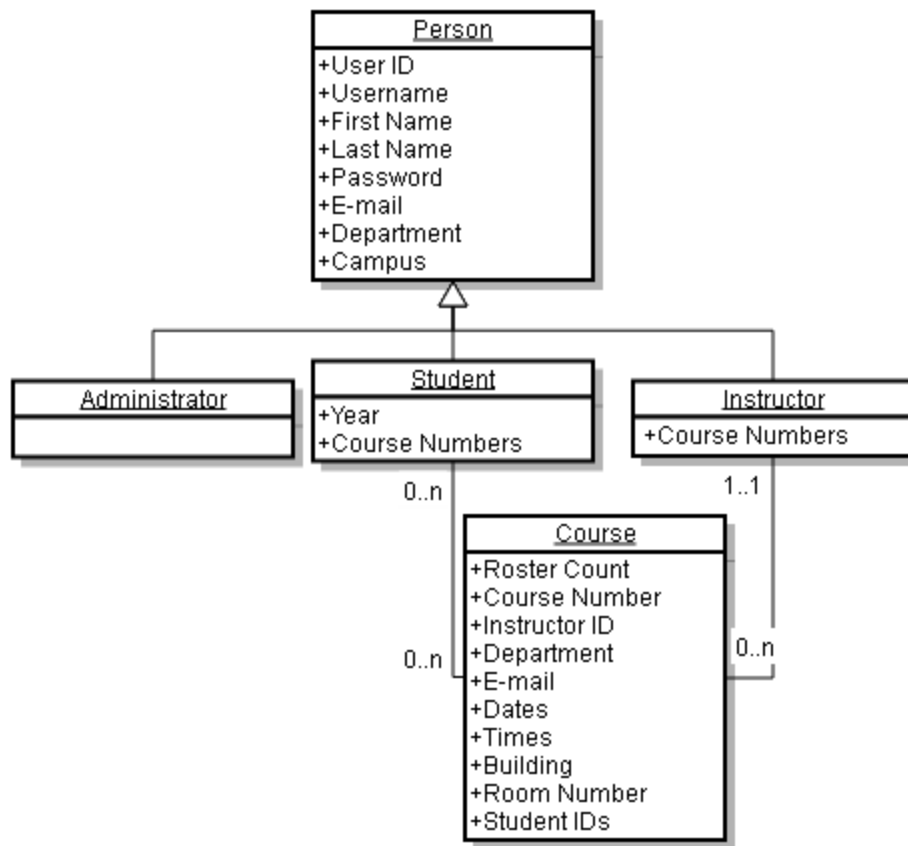 Person
+User ID
+Username
+First Name
+Last Name
+Password
+E-mail
+Department
+Campus
Administrator
Student
+Year
+Course Numbers
Instructor
+Course Numbers
0..n
1..1
Course
+Roster Count
+Course Number
+Instructor ID
+Department
+E-mail
+Dates
+Times
+Building
+Room Number
+Student IDs
0..n
0..n